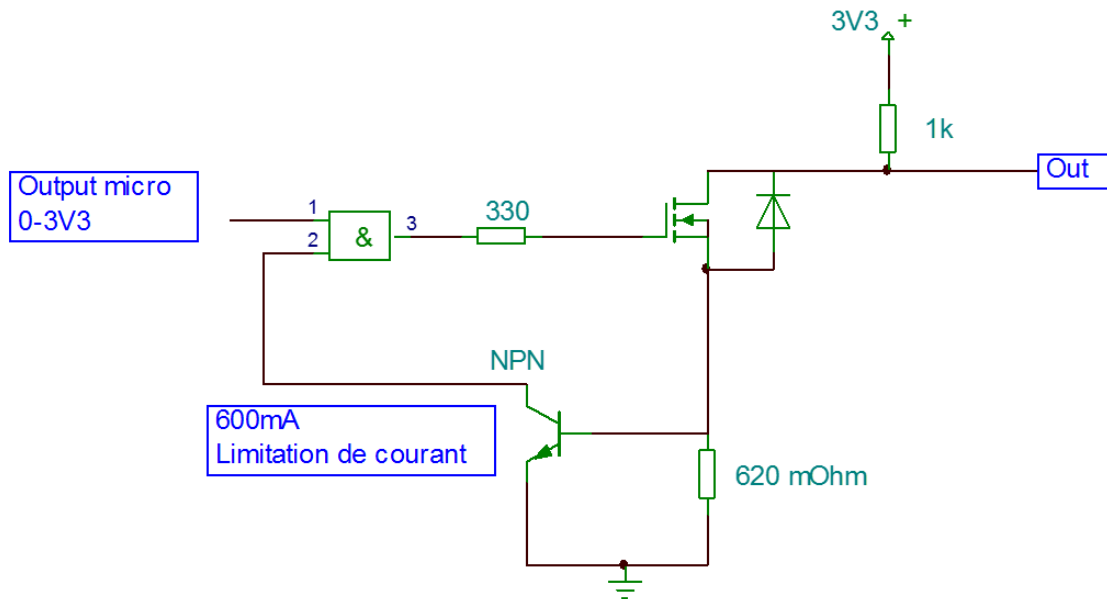 3V3 +
1k
Out
Output micro
0-3V3
1
2
&
3
330
NPN
600mA
Limitation de courant
620 mOhm